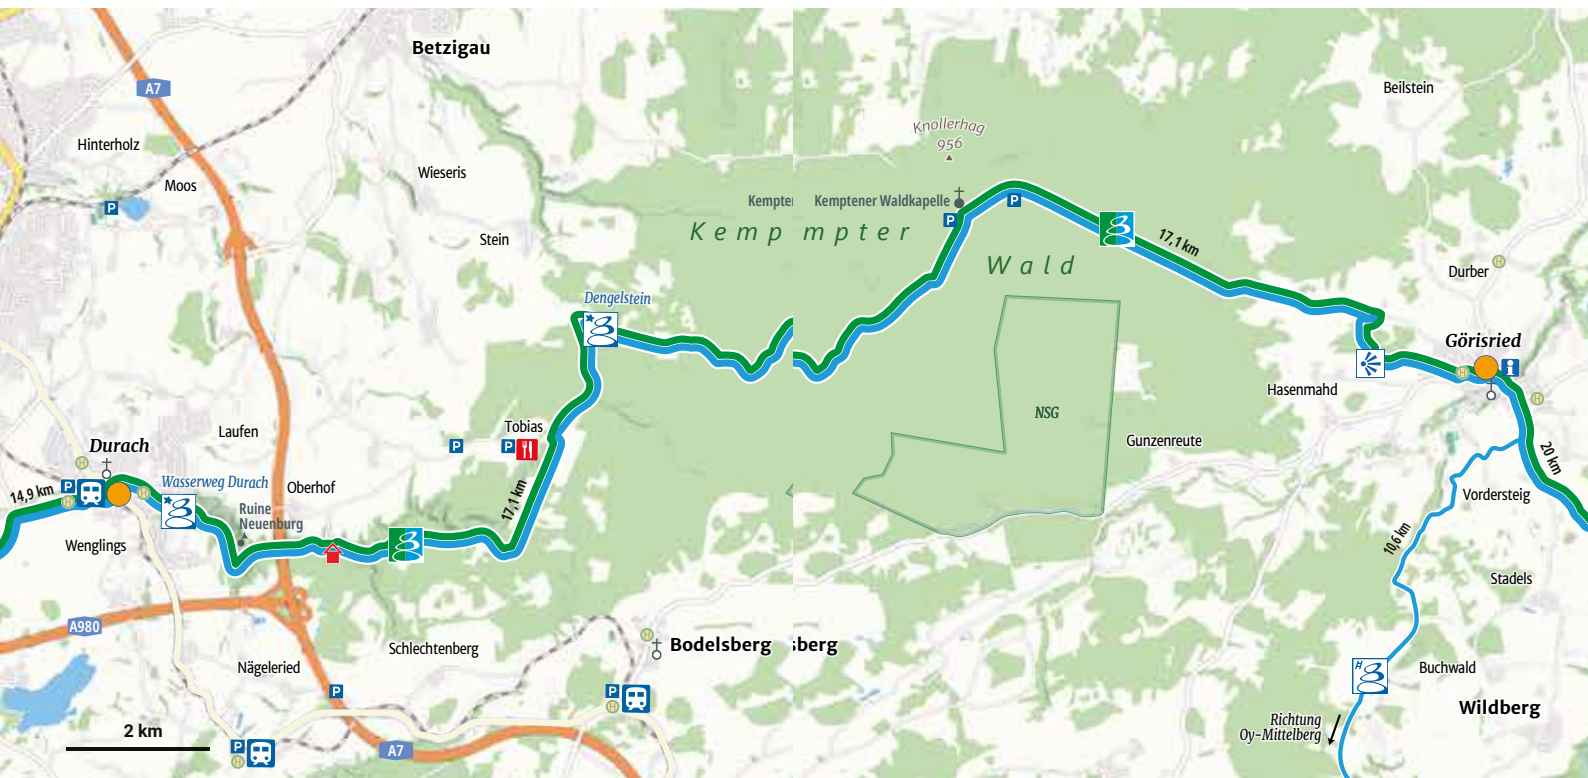 Betzigau
A7
Hinterholz
Moos
P
Wieseris
Stein
Knollerhag
956
Beilstein
Kempte
Kemptener Waldkapelle
P
P
Kemp
mpter
Wald
17,1 km
Durber
H
Dengelstein
Görisried
i
H
H
Hasenmahd
NSG
Gunzenreute
Tobias
P
P
Laufen
Durach
H
P
H
H
14,9 km
Wasserweg Durach
Oberhof
Ruine
Neuenburg
17,1 km
20 km
Vordersteig
10,6 km
Wenglings
Stadels
A980
Schlechtenberg
H
Bodelsberg
sberg
Nägeleried
P
P
H
H
Buchwald
Wildberg
Richtung
Oy-Mittelberg
2 km
P
H
A7